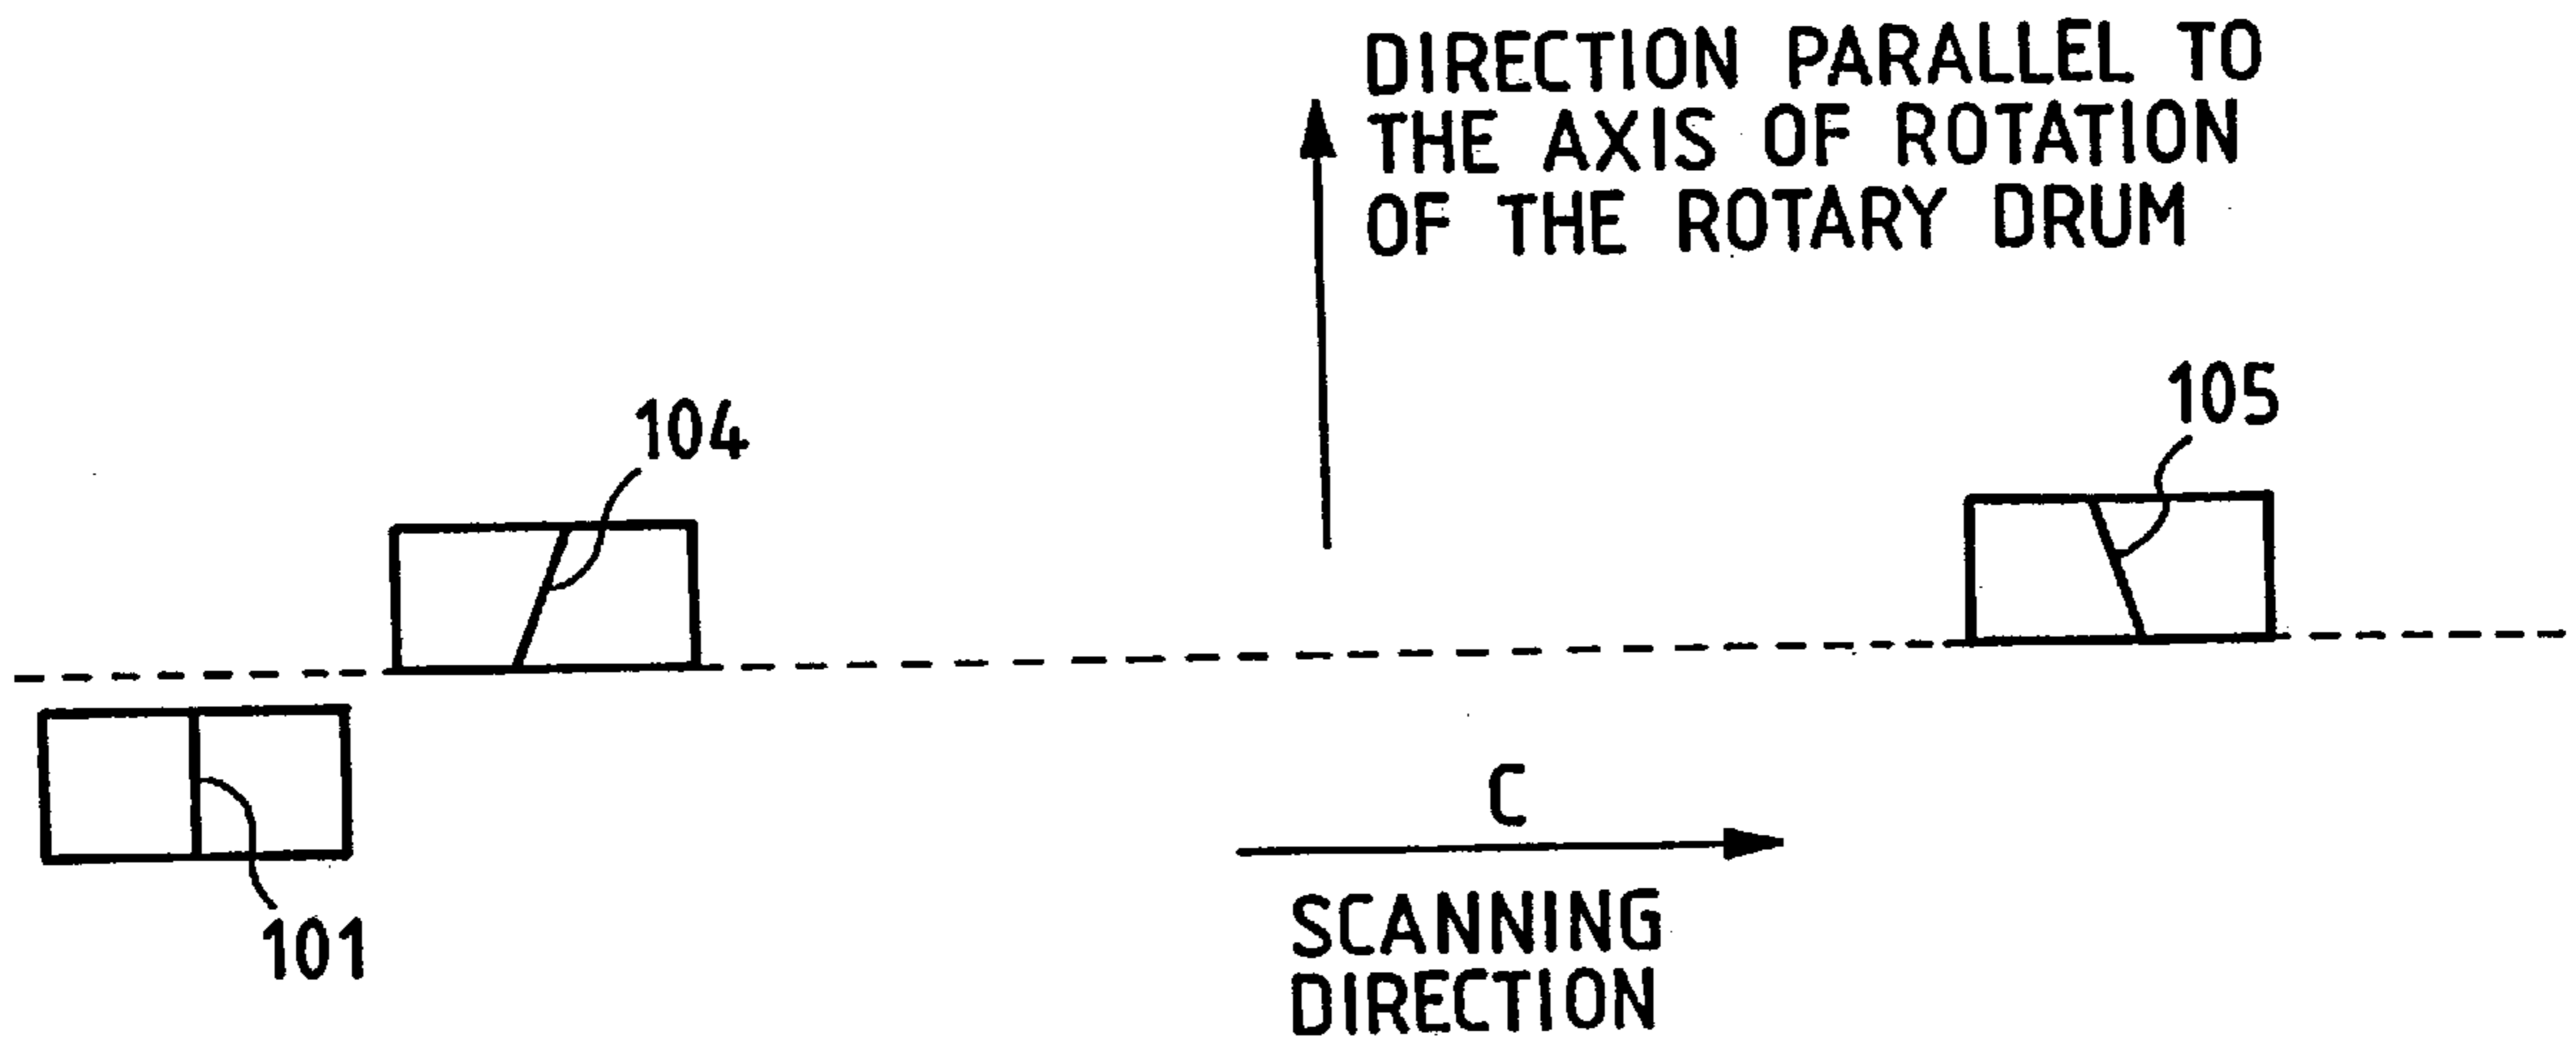 DIRECTION PARALLEL TO
THE AXIS OF ROTATION
OF THE ROTARY DRUM
104
105
101
C
SCANNING
DIRECTION